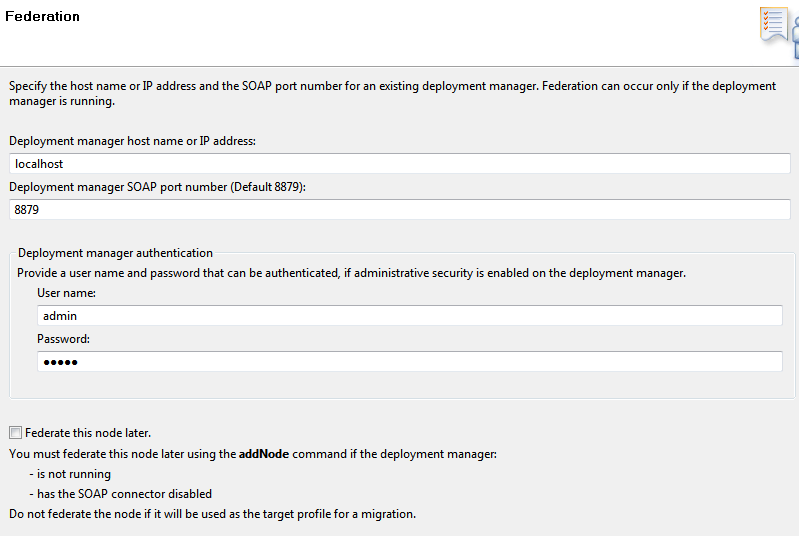 Federation
Specify the host name or IP address and the SOAP port number for an existing deployment manager. Federation can occur only if the deployment
manager is running.
Deployment manager host name or IP address:
localhost
Deployment manager SOAP port number (Default 8879):
8879
Deployment manager authentication
Provide a user name and password that can be authenticated, if administrative security is enabled on the deployment manager.
User name:
admin
Password:
●●●●●
Federate this node later.
You must federate this node later using the addNode command if the deployment manager:
- is not running
- has the SOAP connector disabled
Do not federate the node if it will be used as the target profile for a migration.